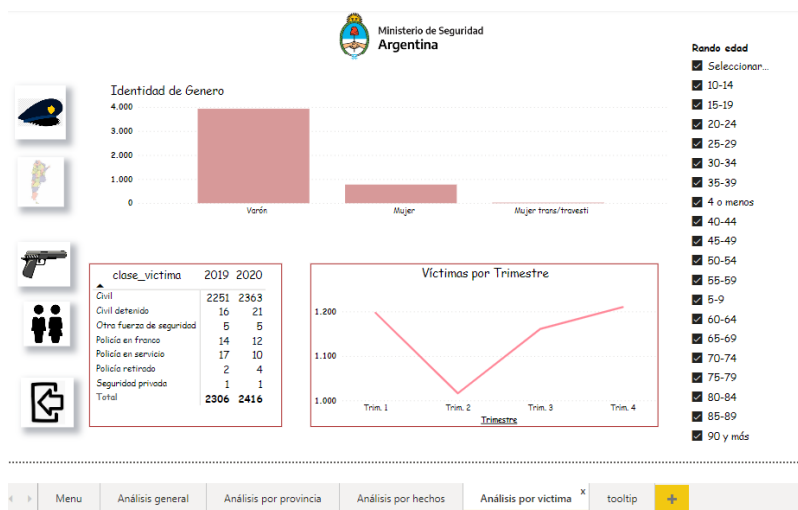 Ministerio de Seguridad
Argentina
Rando edad
Seleccionar...
10-14
15-19
20-24
25-29
30-34
35-39
4 o menos
40-44
45-49
50-54
55-59
5-9
60-64
65-69
70-74
75-79
80-84
85-89
90 y más
Identidad de Genero
4.000
3.000
2.000
1.000
0
Varón Mujer Mujer trans/travesti
clase_victima 2019 2020
Civil 2251 2363
Civil detenido 16 21
Otra fuerza de seguridad 5 5
Policía en franco 14 12
Policía en servicio 17 10
Policía retirado 2 4
Seguridad privada 1 1
Total 2306 2416
Víctimas por Trimestre
1.200
1.100
1.000
Trim. 1 Trim. 2 Trim. 3 Trim. 4
Trimestre
Menu Análisis general Análisis por provincia Análisis por hechos Análisis por victima x tooltip +